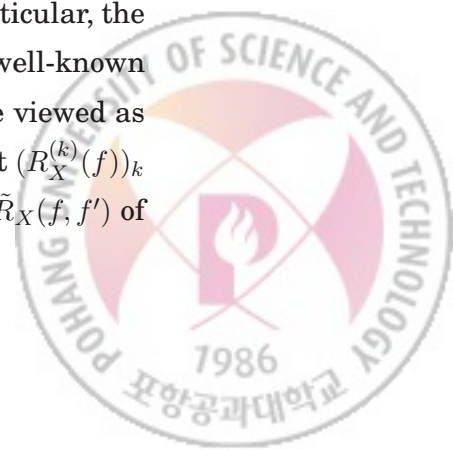 ticular, the
well-known
e viewed as
t $(R_X^{(k)}(f))_k$
$\tilde{R}_X(f, f')$ of
POHANG UNIVERSITY OF SCIENCE AND TECHNOLOGY
1986
포항공과대학교